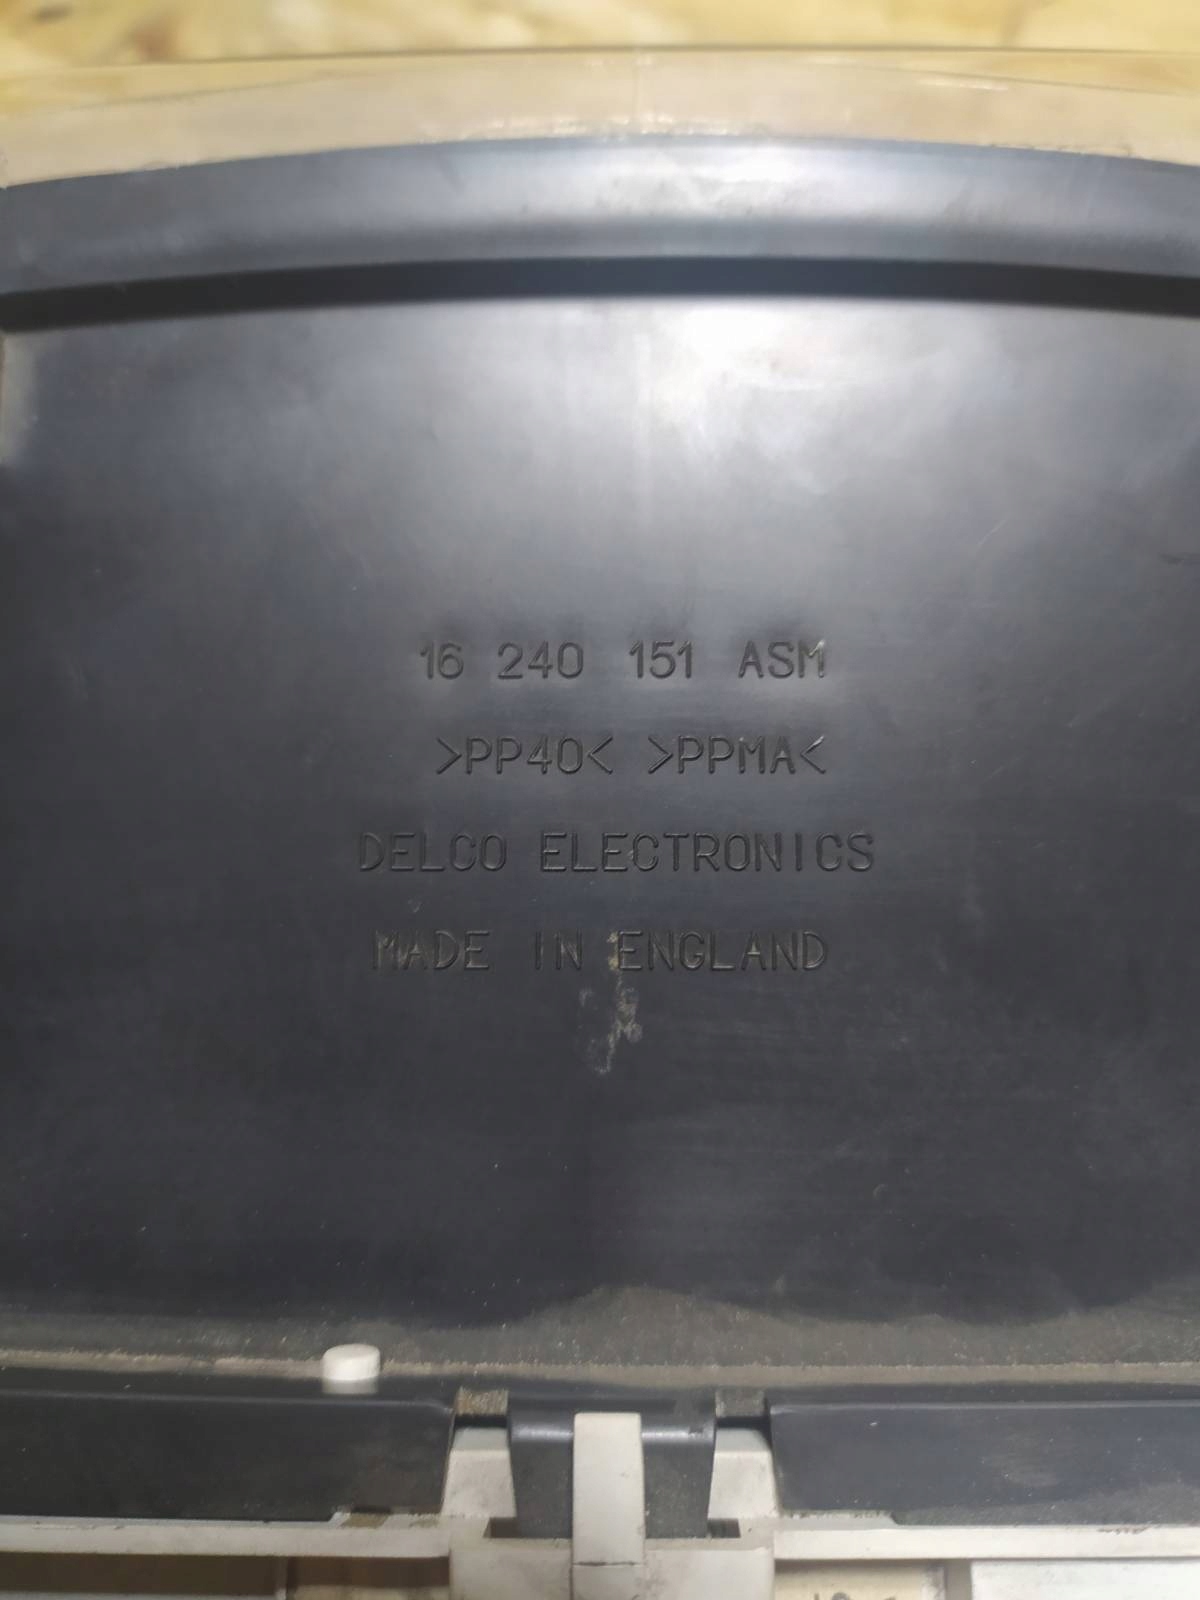 16 240 151 ASM
>PP40< >PPMA<
DELCO ELECTRONICS
MADE IN ENGLAND